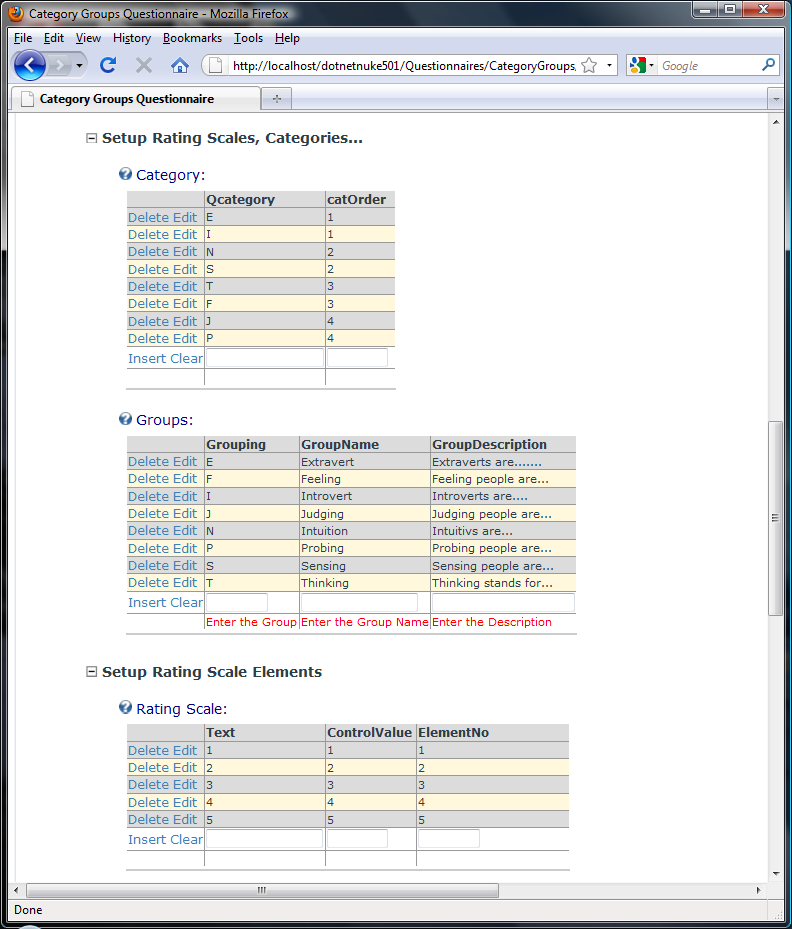 Category Groups Questionnaire - Mozilla Firefox
File Edit View History Bookmarks Tools Help
http://localhost/dotnetnuke501/Questionnaires/CategoryGroups, Google
Category Groups Questionnaire
Setup Rating Scales, Categories...
Category:
Qcategory catOrder
Delete Edit E 1
Delete Edit I 1
Delete Edit N 2
Delete Edit S 2
Delete Edit T 3
Delete Edit F 3
Delete Edit J 4
Delete Edit P 4
Insert Clear
Groups:
Grouping GroupName GroupDescription
Delete Edit E Extravert Extraverts are.......
Delete Edit F Feeling Feeling people are...
Delete Edit I Introvert Introverts are....
Delete Edit J Judging Judging people are...
Delete Edit N Intuition Intuitivs are...
Delete Edit P Probing Probing people are...
Delete Edit S Sensing Sensing people are...
Delete Edit T Thinking Thinking stands for...
Insert Clear
Enter the Group Enter the Group Name Enter the Description
Setup Rating Scale Elements
Rating Scale:
Text ControlValue ElementNo
Delete Edit 1 1 1
Delete Edit 2 2 2
Delete Edit 3 3 3
Delete Edit 4 4 4
Delete Edit 5 5 5
Insert Clear
Done